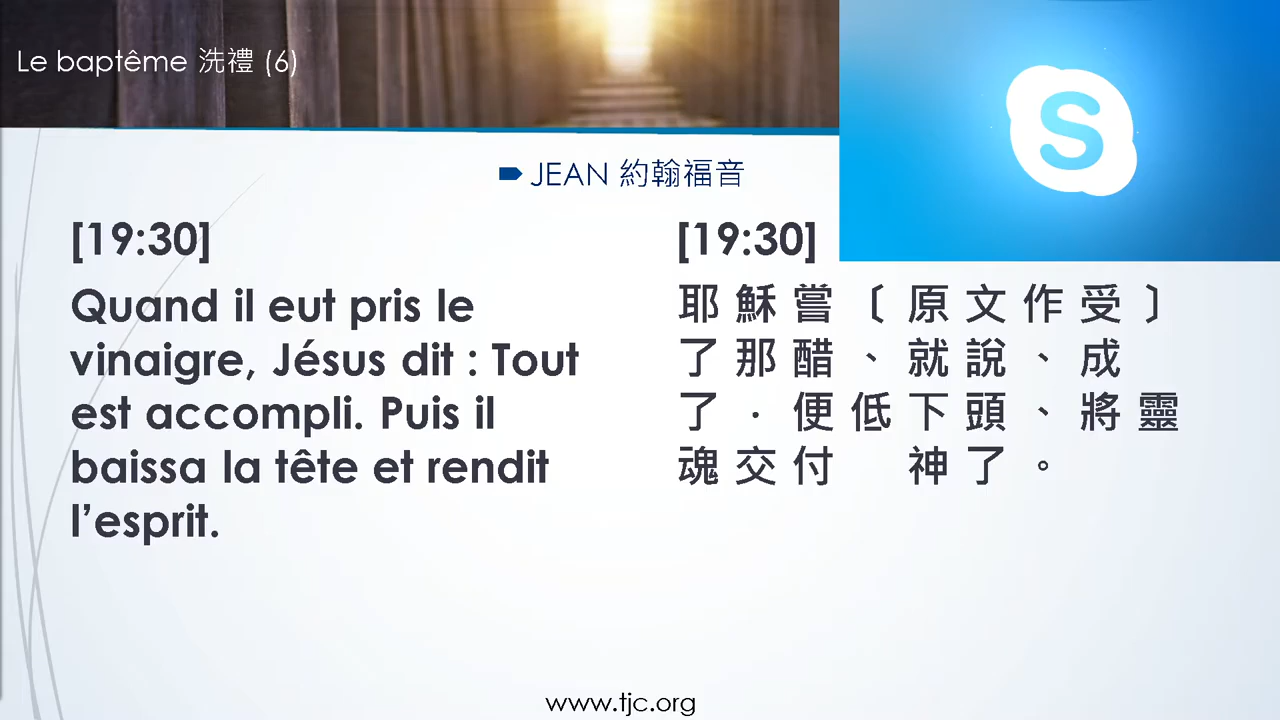 Le baptême 洗禮 (6)
JEAN 約翰福音
[19:30]
Quand il eut pris le
vinaigre, Jésus dit : Tout
est accompli. Puis il
baissa la tête et rendit
l’esprit.
[19:30]
耶穌嘗〔原文作受〕
了那醋、就說、成
了．便低下頭、將靈
魂交付　神了。
S
www.tjc.org